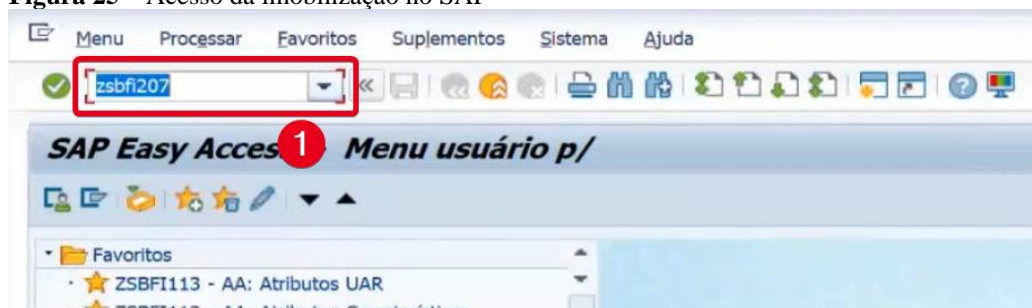 Figura 25 – Acesso da imobilização no SAP
Menu Processar Favoritos Suplementos Sistema Ajuda
zsbfi207
SAP Easy Acces 1 Menu usuário p/
Favoritos
ZSBFI113 - AA: Atributos UAR